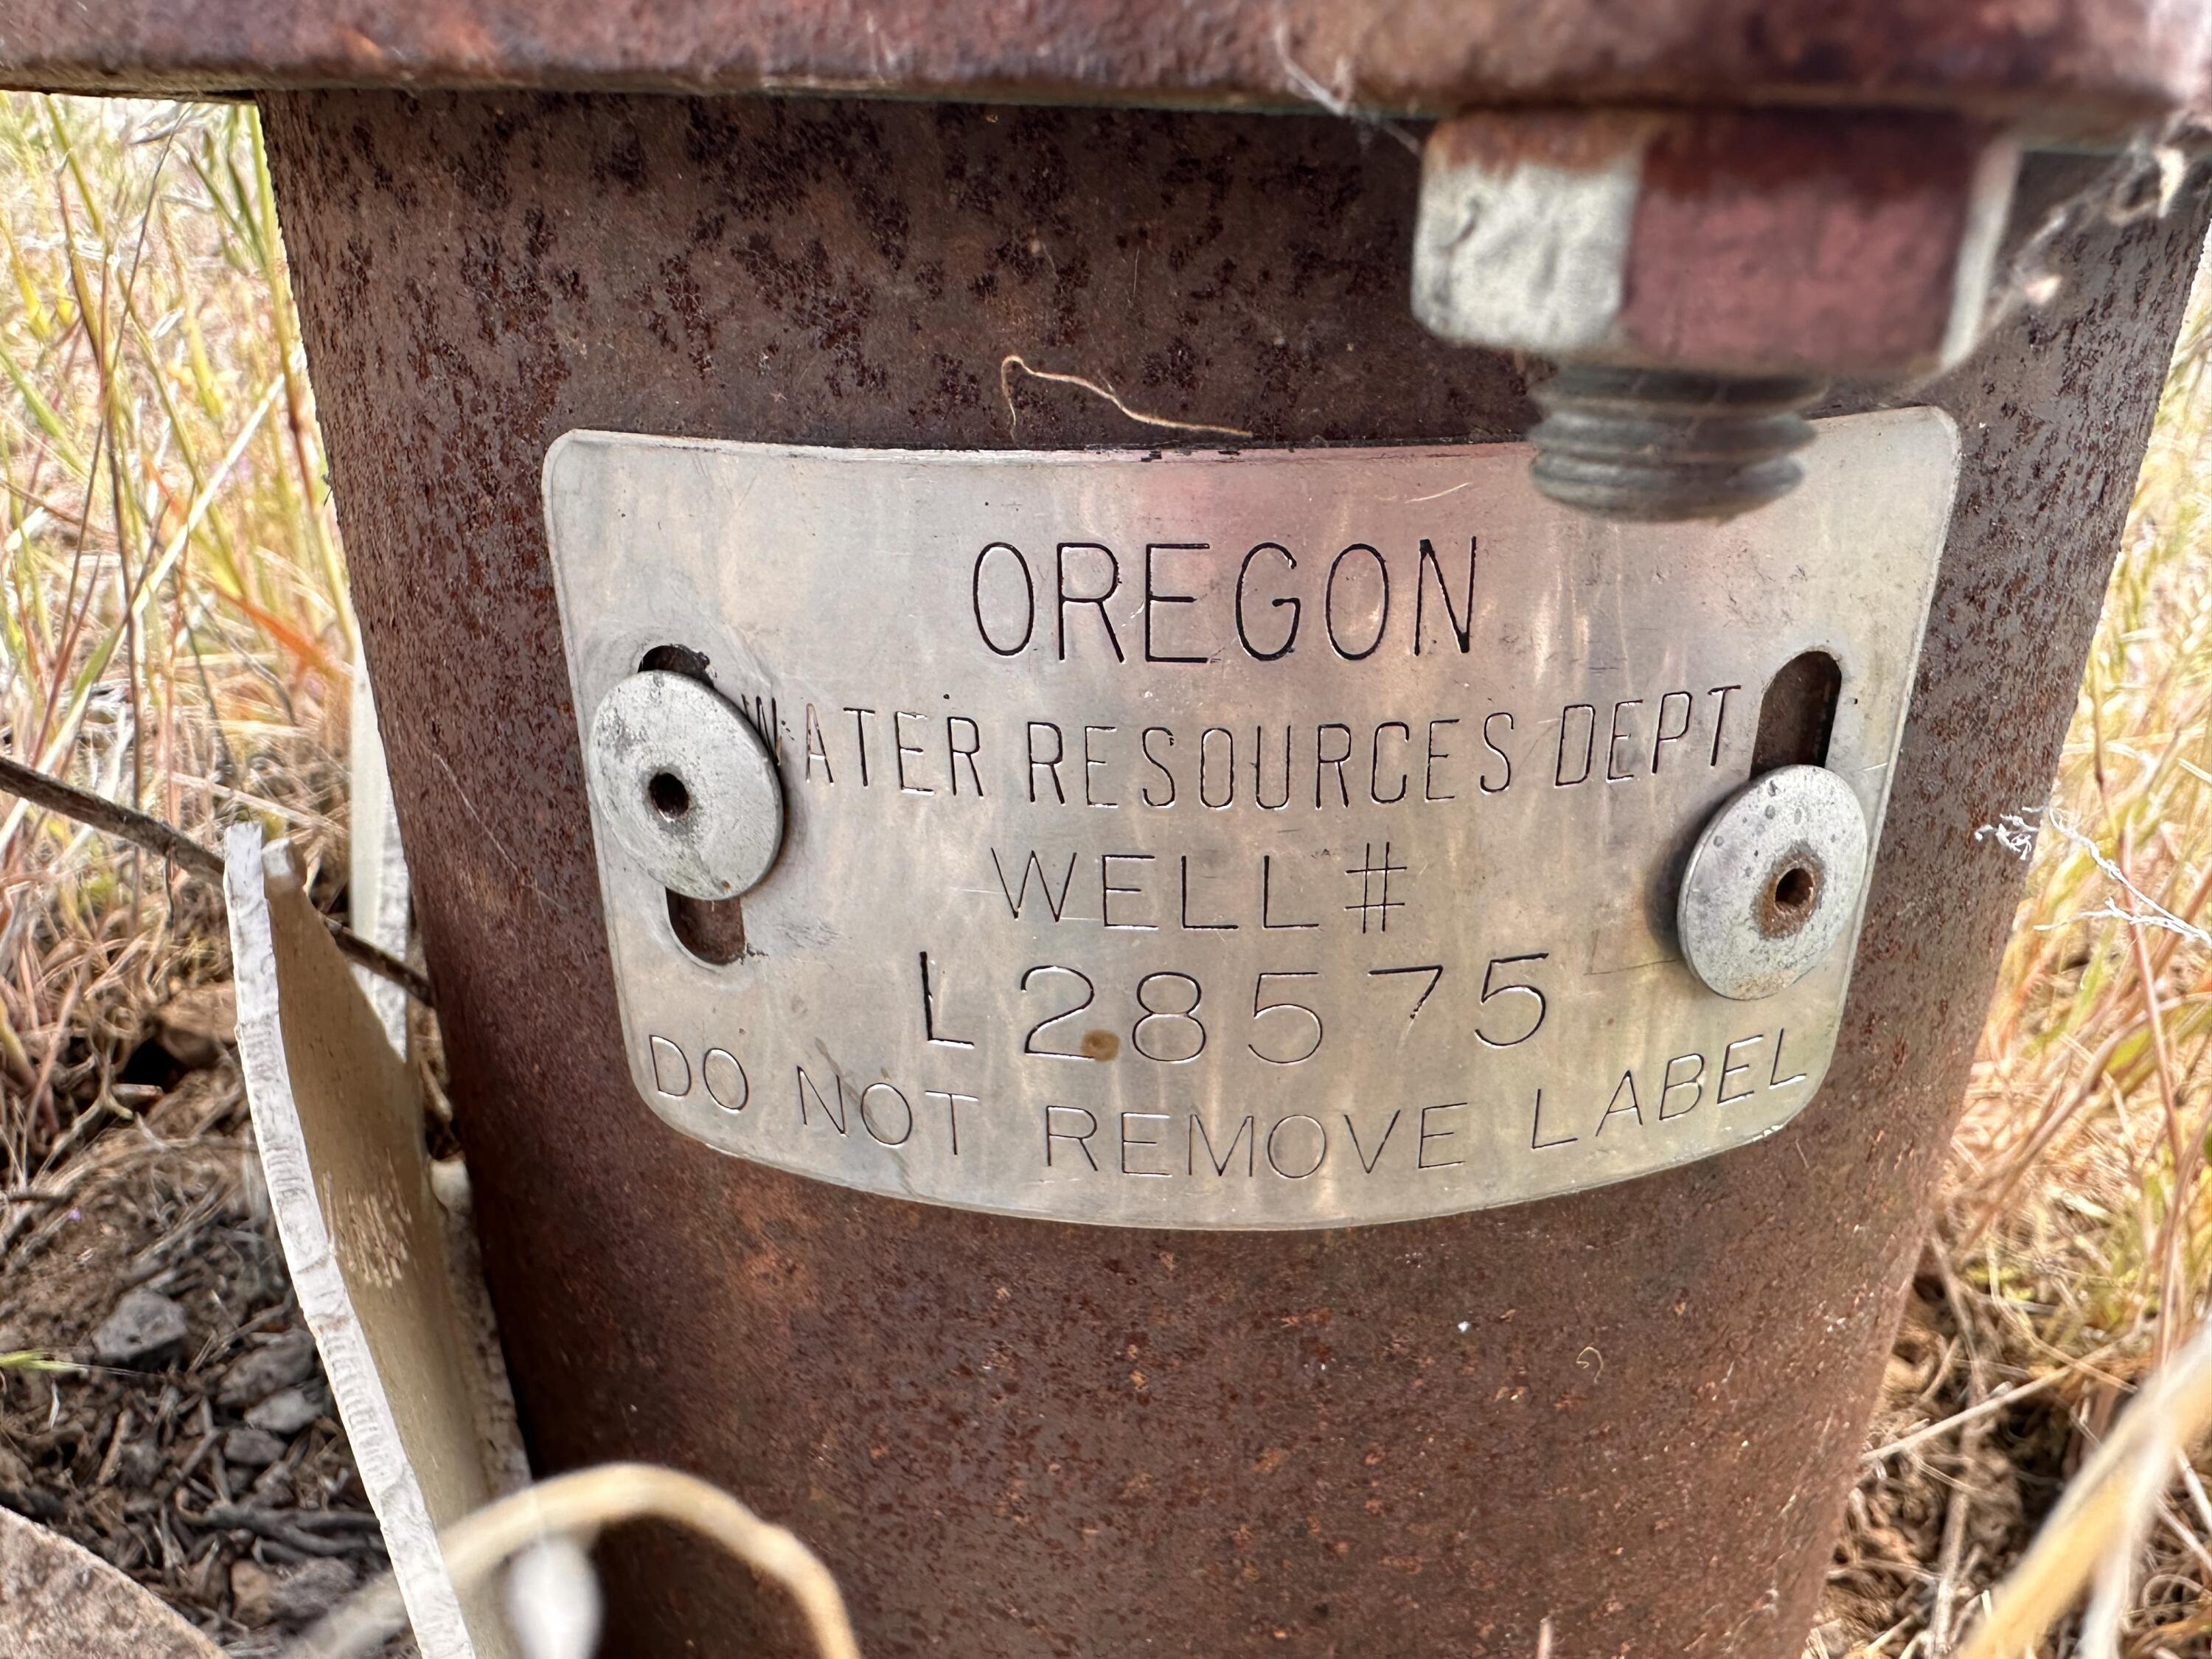 OREGON
WATER RESOURCES DEPT
WELL #
L28575
DO NOT REMOVE LABEL